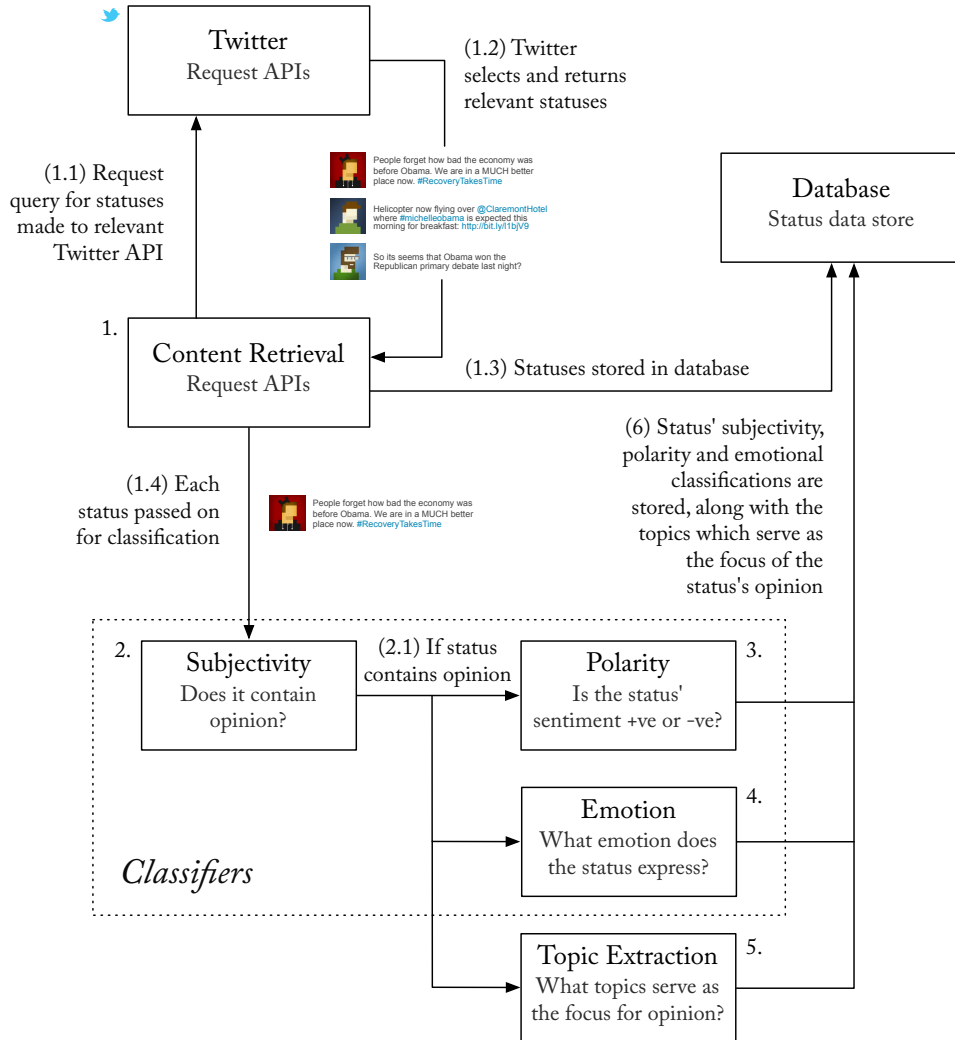 Twitter
Request APIs
(1.2) Twitter
selects and returns
relevant statuses
(1.1) Request
query for statuses
made to relevant
Twitter API
People forget how bad the economy was
before Obama. We are in a MUCH better
place now. #RecoveryTakesTime
Helicopter now flying over @ClaremontHotel
where #michelleobama is expected this
morning for breakfast: http://bit.ly/l1bjV9
So its seems that Obama won the
Republican primary debate last night?
Database
Status data store
1.
Content Retrieval
Request APIs
(1.3) Statuses stored in database
(1.4) Each
status passed on
for classification
People forget how bad the economy was
before Obama. We are in a MUCH better
place now. #RecoveryTakesTime
(6) Status' subjectivity,
polarity and emotional
classifications are
stored, along with the
topics which serve as
the focus of the
status's opinion
2.
Subjectivity
Does it contain
opinion?
(2.1) If status
contains opinion
3.
Polarity
Is the status'
sentiment +ve or -ve?
4.
Emotion
What emotion does
the status express?
Classifiers
5.
Topic Extraction
What topics serve as
the focus for opinion?